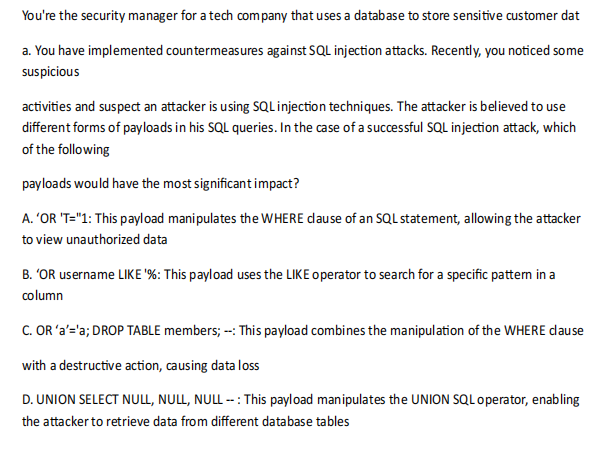 You're the security manager for a tech company that uses a database to store sensitive customer dat
a. You have implemented countermeasures against SQL injection attacks. Recently, you noticed some
suspicious
activities and suspect an attacker is using SQL injection techniques. The attacker is believed to use
different forms of payloads in his SQL queries. In the case of a successful SQL injection attack, which
of the following
payloads would have the most significant impact?
A. ‘OR 'T="1: This payload manipulates the WHERE clause of an SQL statement, allowing the attacker
to view unauthorized data
B. ‘OR username LIKE '%: This payload uses the LIKE operator to search for a specific pattern in a
column
C. OR ‘a’='a; DROP TABLE members; --: This payload combines the manipulation of the WHERE clause
with a destructive action, causing data loss
D. UNION SELECT NULL, NULL, NULL -- : This payload manipulates the UNION SQL operator, enabling
the attacker to retrieve data from different database tables